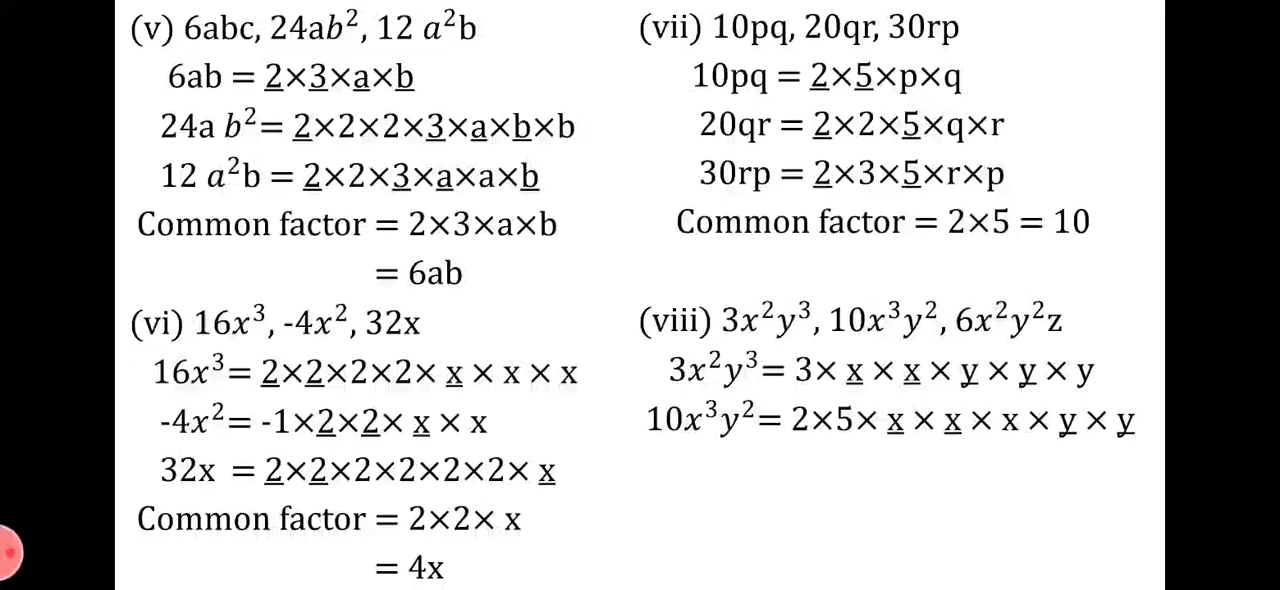 (v) 6abc, 24ab², 12 a²b
6ab = 2×3×a×b
24a b²= 2×2×2×3×a×b×b
12 a²b = 2×2×3×a×a×b
Common factor = 2×3×a×b
= 6ab
(vi) 16x³, -4x², 32x
16x³= 2×2×2×2× x × x × x
-4x²= -1×2×2× x × x
32x = 2×2×2×2×2×2× x
Common factor = 2×2× x
= 4x
(vii) 10pq, 20qr, 30rp
10pq = 2×5×p×q
20qr = 2×2×5×q×r
30rp = 2×3×5×r×p
Common factor = 2×5 = 10
(viii) 3x²y³, 10x³y², 6x²y²z
3x²y³= 3× x × x × y × y × y
10x³y²= 2×5× x × x × x × y × y